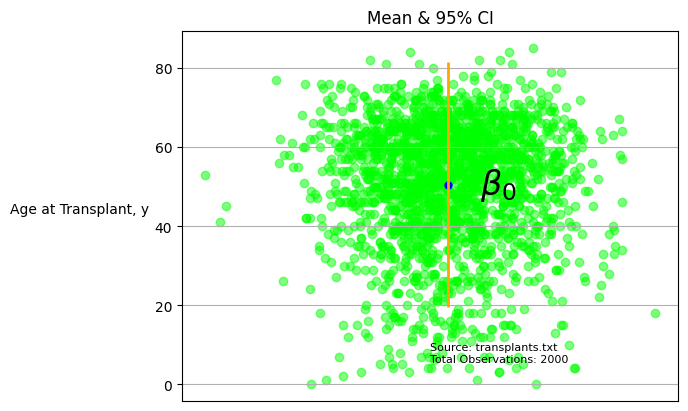 Mean & 95% CI
80
60
40
20
0
Age at Transplant, y
β₀
Source: transplants.txt
Total Observations: 2000